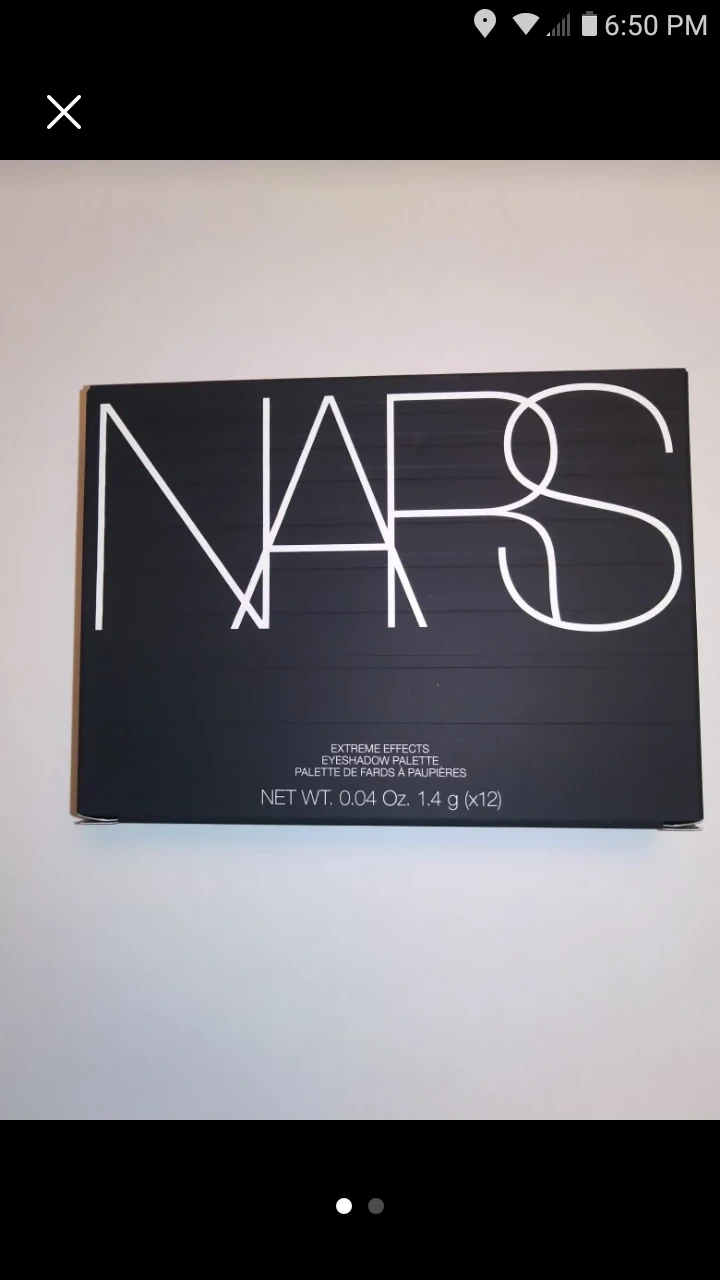 6:50 PM
NARS
EXTREME EFFECTS
EYESHADOW PALETTE
PALETTE DE FARDS À PAUPIÈRES
NET WT. 0.04 Oz. 1.4 g (x12)